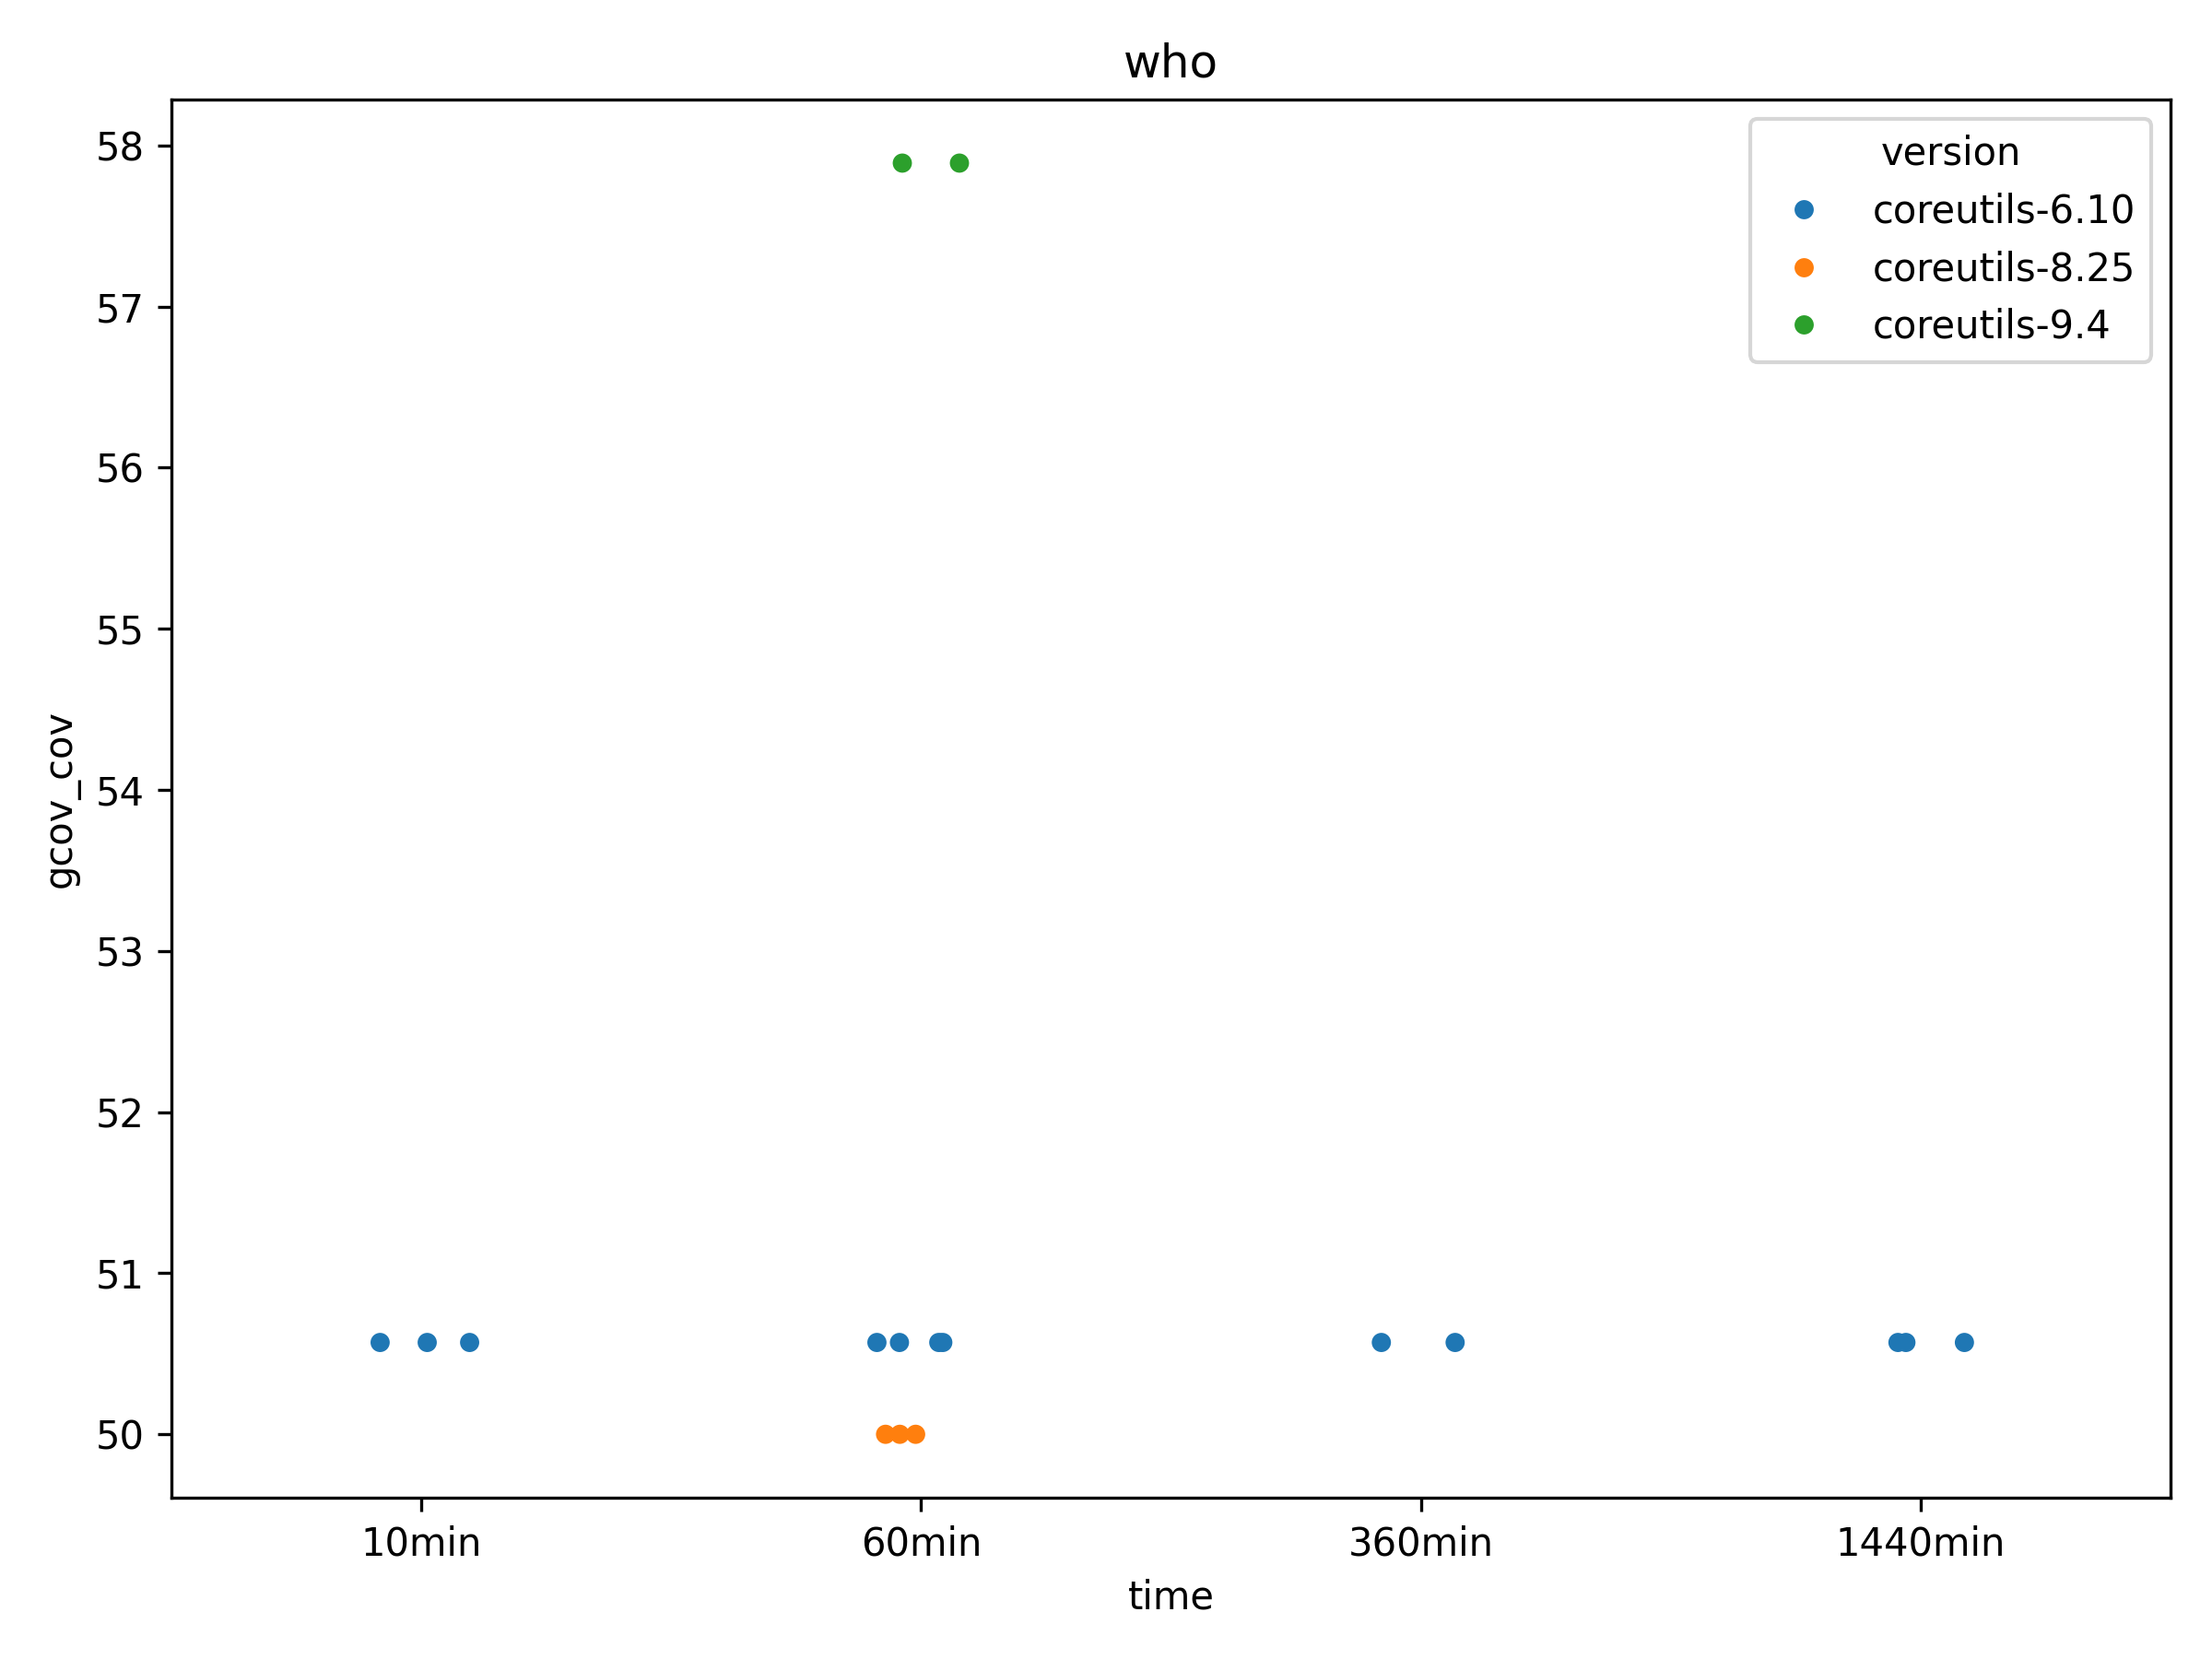 who
version
coreutils-6.10
coreutils-8.25
coreutils-9.4
58
57
56
55
54
53
52
51
50
gcov_cov
10min
60min
360min
1440min
time